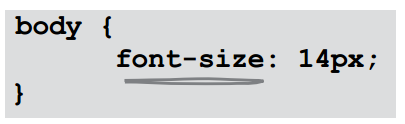 body {
font-size: 14px;
}